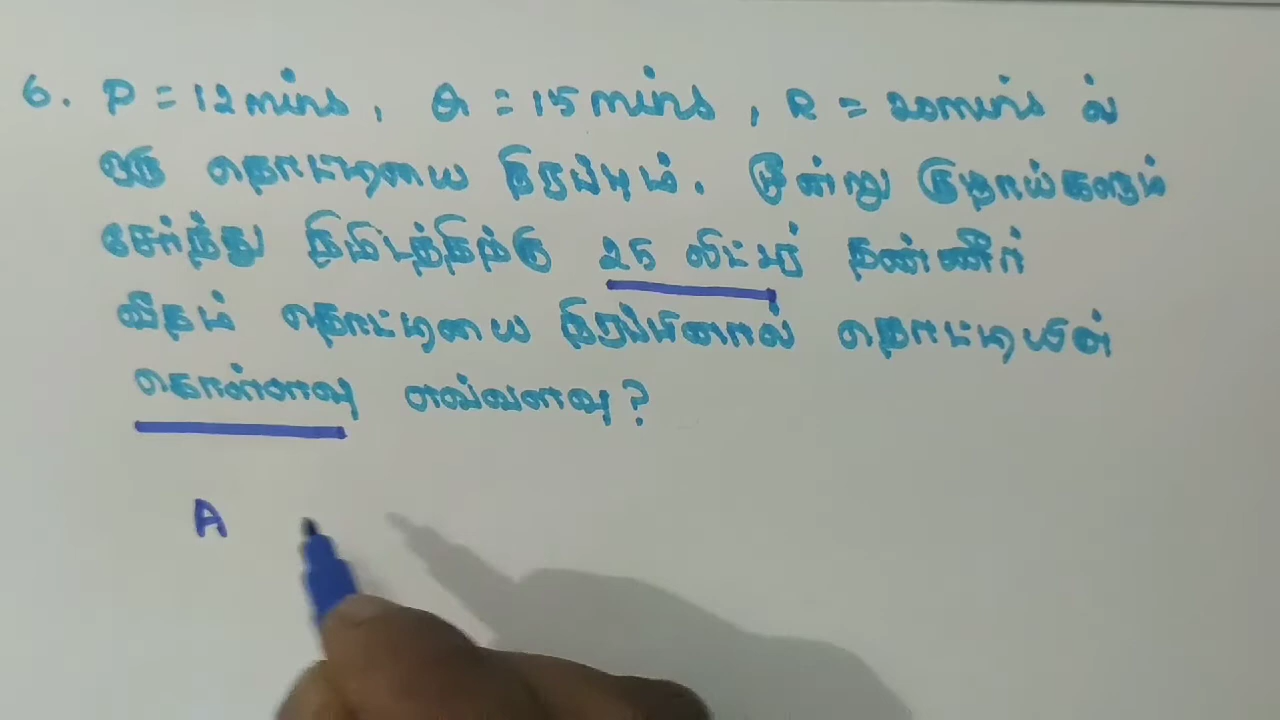 6. P = 12 mins, Q = 15 mins, R = 20 mins ல்
ஒரு தொட்டியை நிரப்பும். மூன்று குழாய்களும்
சேர்ந்து நிமிடத்திற்கு 25 லிட்டர் தண்ணீர்
வீதம் தொட்டியை நிரப்பினால் தொட்டியின்
கொள்ளளவு எவ்வளவு?
A